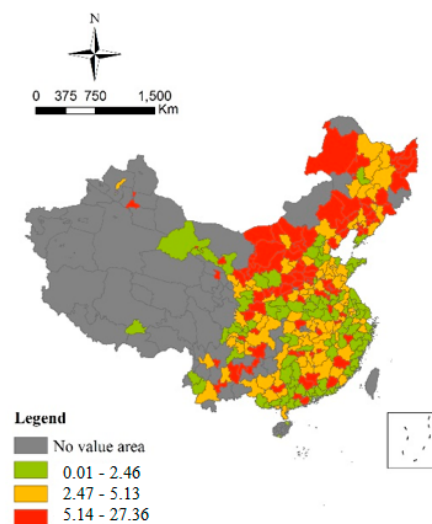 N
0 375 750 1,500
Km
Legend
No value area
0.01 - 2.46
2.47 - 5.13
5.14 - 27.36